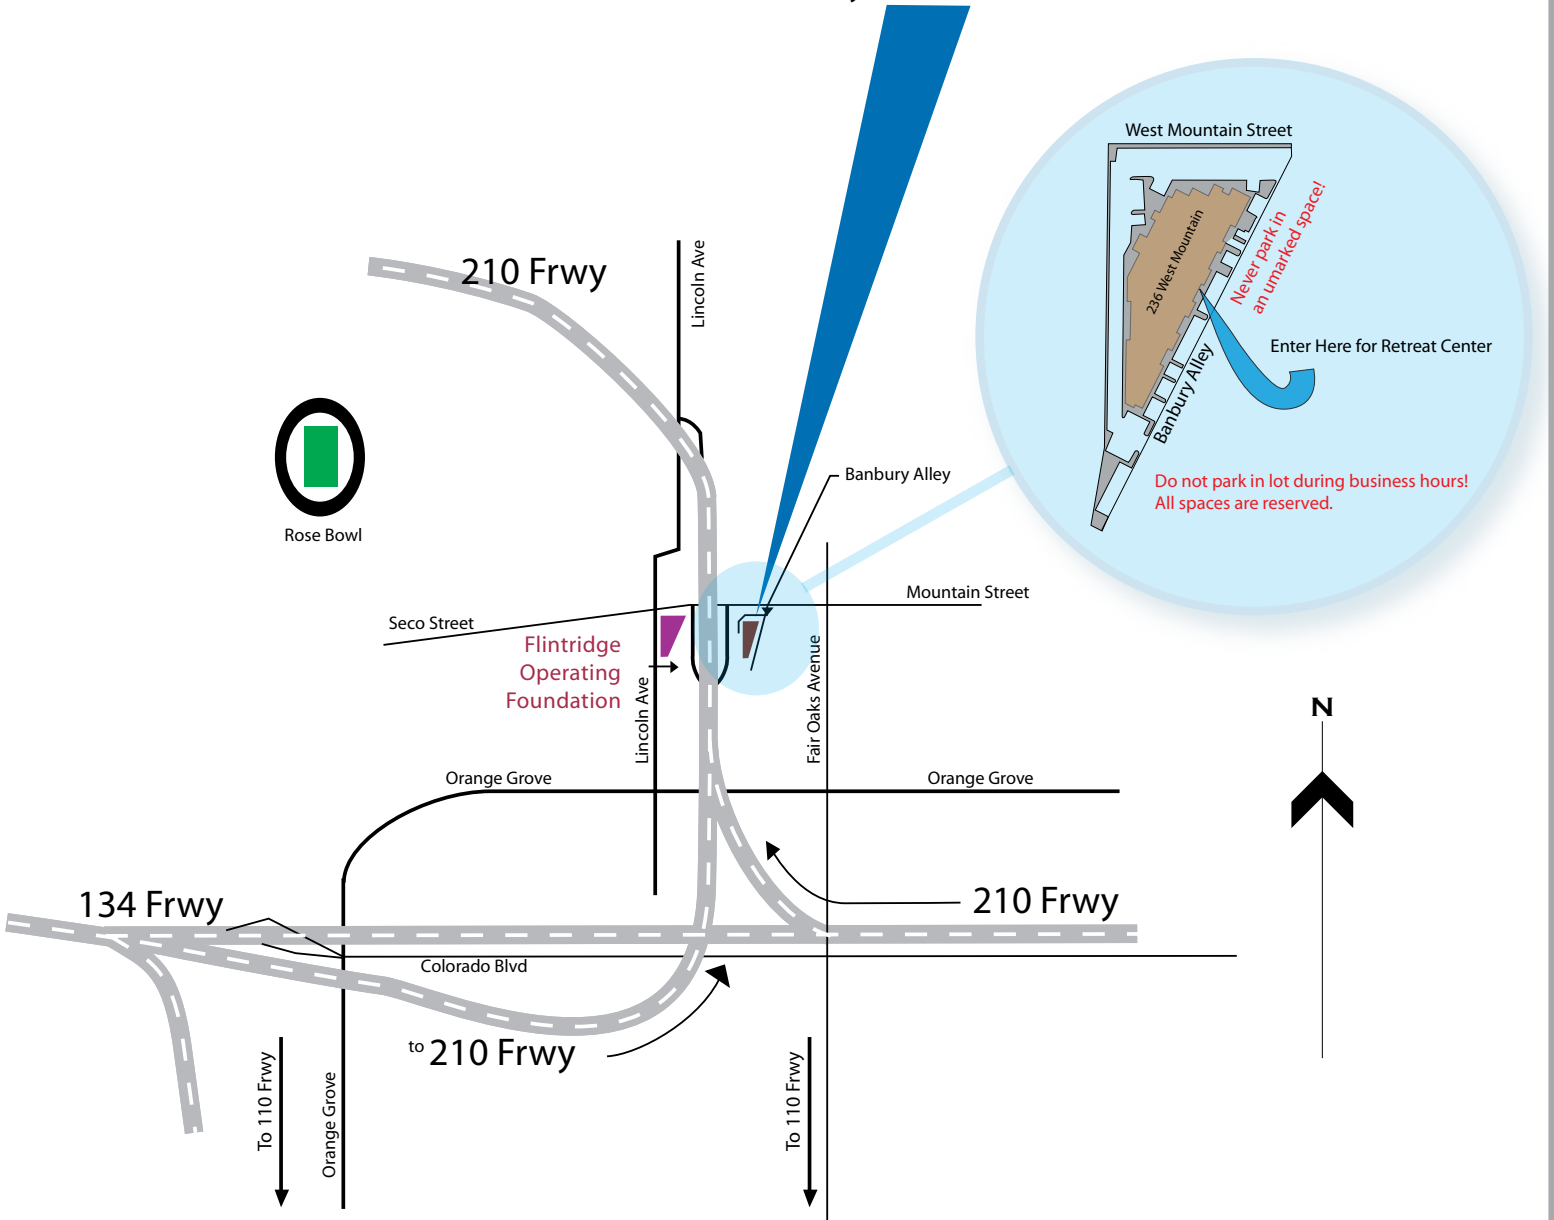 West Mountain Street
236 West Mountain
Never park in
an umarked space!
Enter Here for Retreat Center
Banbury Alley
Do not park in lot during business hours!
All spaces are reserved.
210 Frwy
Lincoln Ave
Rose Bowl
Banbury Alley
Mountain Street
Seco Street
Flintridge
Operating
Foundation
Lincoln Ave
Fair Oaks Avenue
N
Orange Grove
Orange Grove
134 Frwy
210 Frwy
Colorado Blvd
to 210 Frwy
To 110 Frwy
Orange Grove
To 110 Frwy